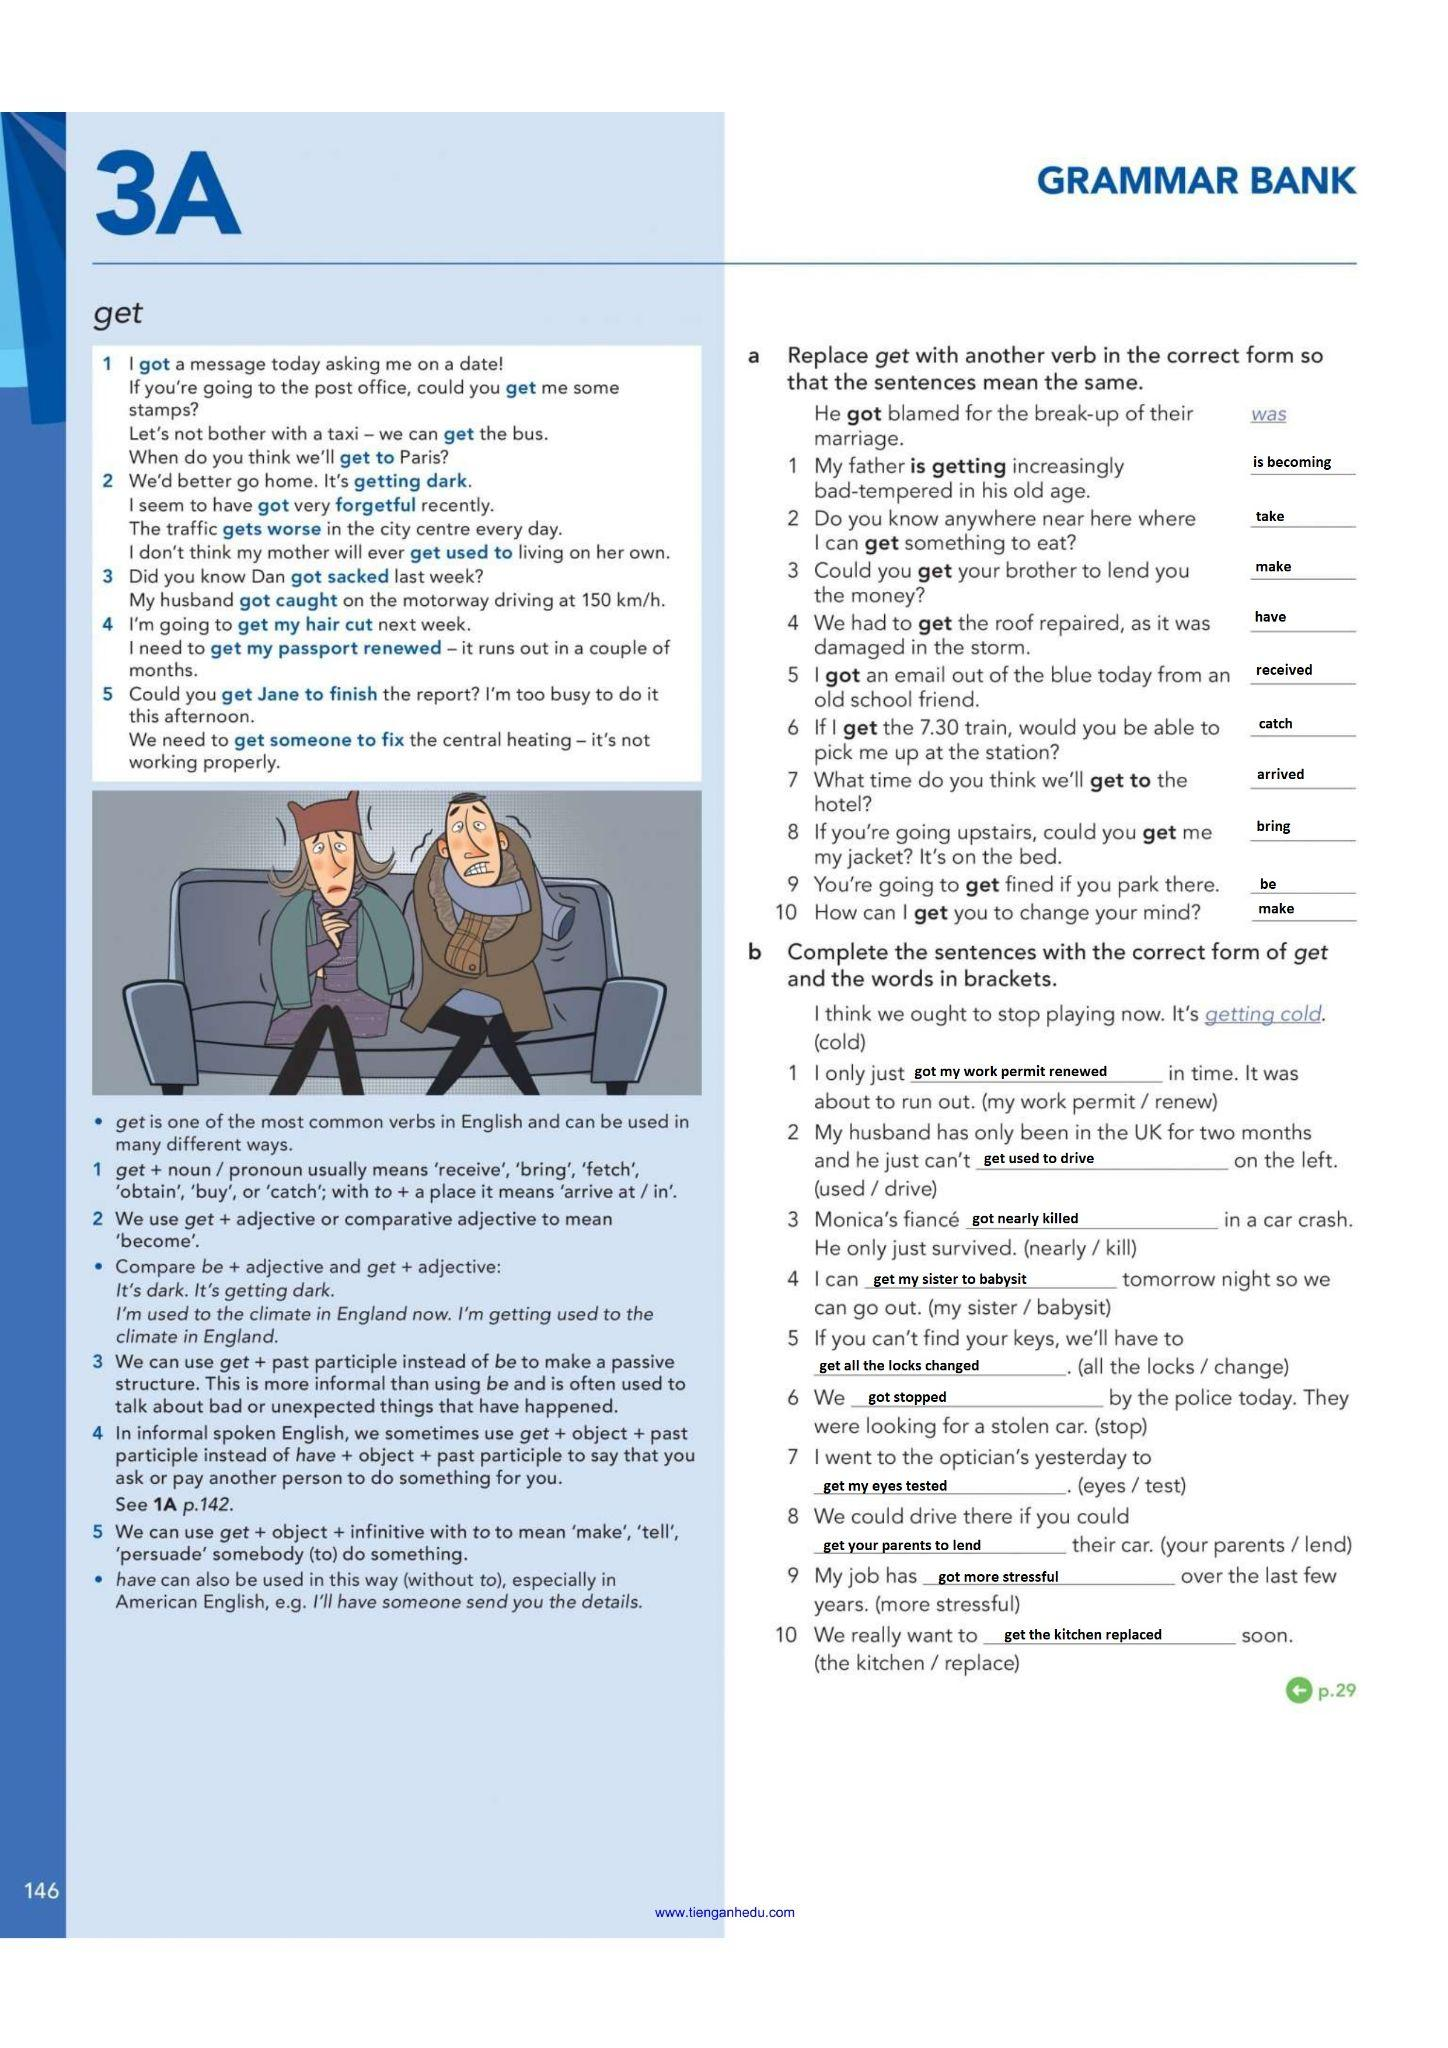 3A
GRAMMAR BANK
get
1 I got a message today asking me on a date!
If you're going to the post office, could you get me some
stamps?
Let's not bother with a taxi – we can get the bus.
When do you think we'll get to Paris?
2 We'd better go home. It's getting dark.
I seem to have got very forgetful recently.
The traffic gets worse in the city centre every day.
I don't think my mother will ever get used to living on her own.
3 Did you know Dan got sacked last week?
My husband got caught on the motorway driving at 150 km/h.
4 I'm going to get my hair cut next week.
I need to get my passport renewed – it runs out in a couple of
months.
5 Could you get Jane to finish the report? I'm too busy to do it
this afternoon.
We need to get someone to fix the central heating – it's not
working properly.
• get is one of the most common verbs in English and can be used in
many different ways.
1 get + noun / pronoun usually means 'receive', 'bring', 'fetch',
'obtain', 'buy', or 'catch'; with to + a place it means 'arrive at / in'.
2 We use get + adjective or comparative adjective to mean
'become'.
• Compare be + adjective and get + adjective:
It's dark. It's getting dark.
I'm used to the climate in England now. I'm getting used to the
climate in England.
3 We can use get + past participle instead of be to make a passive
structure. This is more informal than using be and is often used to
talk about bad or unexpected things that have happened.
4 In informal spoken English, we sometimes use get + object + past
participle instead of have + object + past participle to say that you
ask or pay another person to do something for you.
See 1A p.142.
5 We can use get + object + infinitive with to to mean 'make', 'tell',
'persuade' somebody (to) do something.
• have can also be used in this way (without to), especially in
American English, e.g. I'll have someone send you the details.
a Replace get with another verb in the correct form so
that the sentences mean the same.
He got blamed for the break-up of their was
marriage.
1 My father is getting increasingly is becoming
bad-tempered in his old age.
2 Do you know anywhere near here where take
I can get something to eat?
3 Could you get your brother to lend you make
the money?
4 We had to get the roof repaired, as it was have
damaged in the storm.
5 I got an email out of the blue today from an received
old school friend.
6 If I get the 7.30 train, would you be able to catch
pick me up at the station?
7 What time do you think we'll get to the arrived
hotel?
8 If you're going upstairs, could you get me bring
my jacket? It's on the bed.
9 You're going to get fined if you park there. be
10 How can I get you to change your mind? make
b Complete the sentences with the correct form of get
and the words in brackets.
I think we ought to stop playing now. It's getting cold.
(cold)
1 I only just got my work permit renewed in time. It was
about to run out. (my work permit / renew)
2 My husband has only been in the UK for two months
and he just can't get used to drive on the left.
(used / drive)
3 Monica's fiancé got nearly killed in a car crash.
He only just survived. (nearly / kill)
4 I can get my sister to babysit tomorrow night so we
can go out. (my sister / babysit)
5 If you can't find your keys, we'll have to
get all the locks changed. (all the locks / change)
6 We got stopped by the police today. They
were looking for a stolen car. (stop)
7 I went to the optician's yesterday to
get my eyes tested. (eyes / test)
8 We could drive there if you could
get your parents to lend their car. (your parents / lend)
9 My job has got more stressful over the last few
years. (more stressful)
10 We really want to get the kitchen replaced soon.
(the kitchen / replace)
p.29
146
www.tienganhedu.com